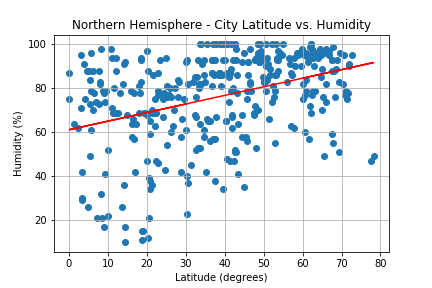 Northern Hemisphere - City Latitude vs. Humidity
100
80
60
40
20
Humidity (%)
0 10 20 30 40 50 60 70 80
Latitude (degrees)